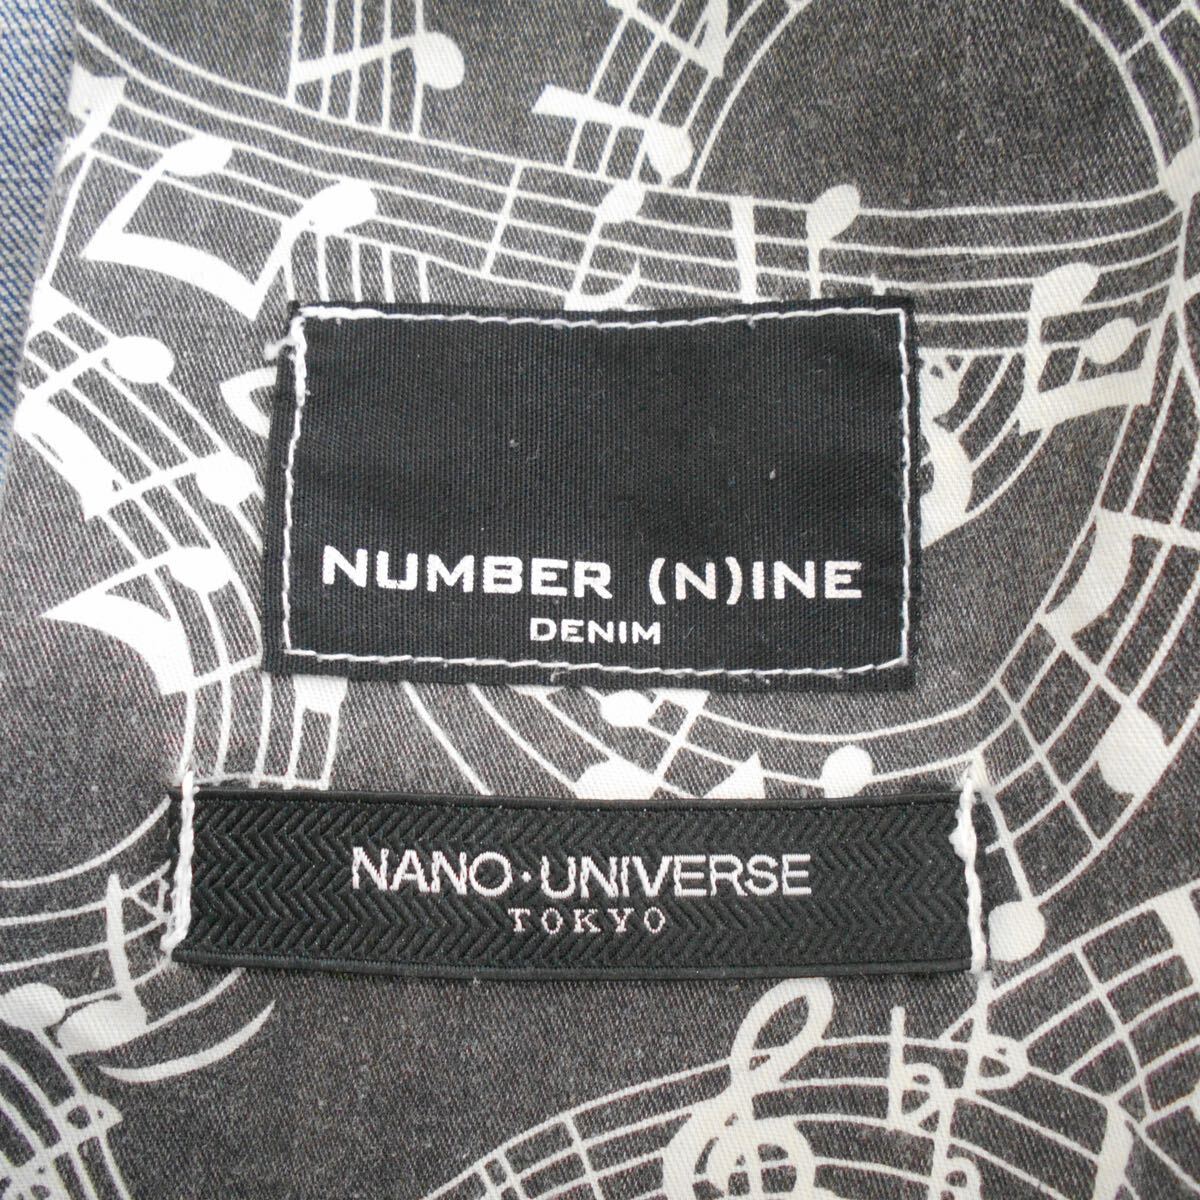 NUMBER (N)INE
DENIM
NANO·UNIVERSE
TOKYO